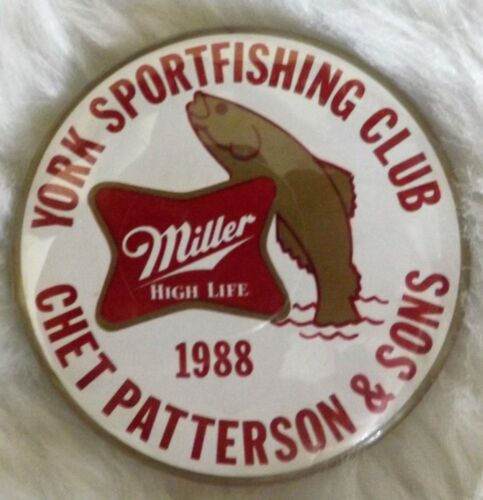 YORK SPORTFISHING CLUB
Miller
HIGH LIFE
1988
CHET PATTERSON & SONS